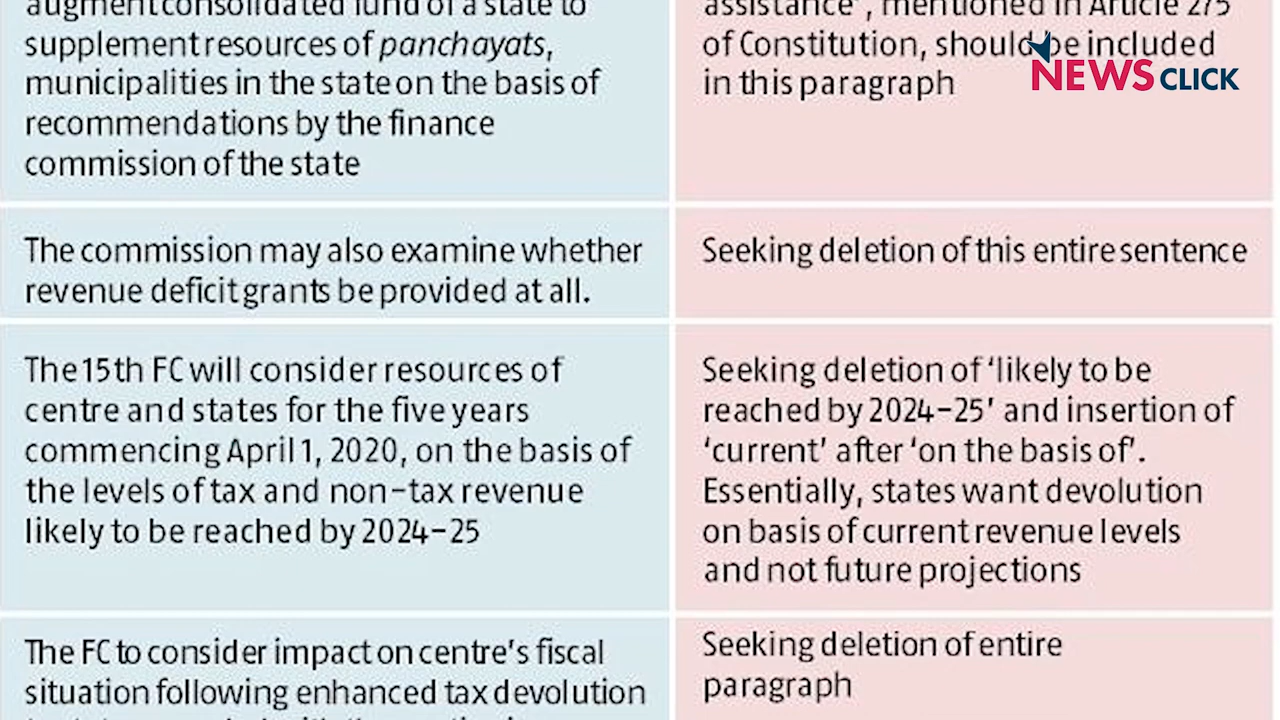 augment consolidated fund of a state to
supplement resources of panchayats,
municipalities in the state on the basis of
recommendations by the finance
commission of the state
assistance', mentioned in Article 275
of Constitution, should be included
in this paragraph
NEWSCLICK
The commission may also examine whether
revenue deficit grants be provided at all.
Seeking deletion of this entire sentence
The 15th FC will consider resources of
centre and states for the five years
commencing April 1, 2020, on the basis of
the levels of tax and non-tax revenue
likely to be reached by 2024-25
Seeking deletion of 'likely to be
reached by 2024-25' and insertion of
'current' after 'on the basis of'.
Essentially, states want devolution
on basis of current revenue levels
and not future projections
The FC to consider impact on centre's fiscal
situation following enhanced tax devolution
Seeking deletion of entire
paragraph